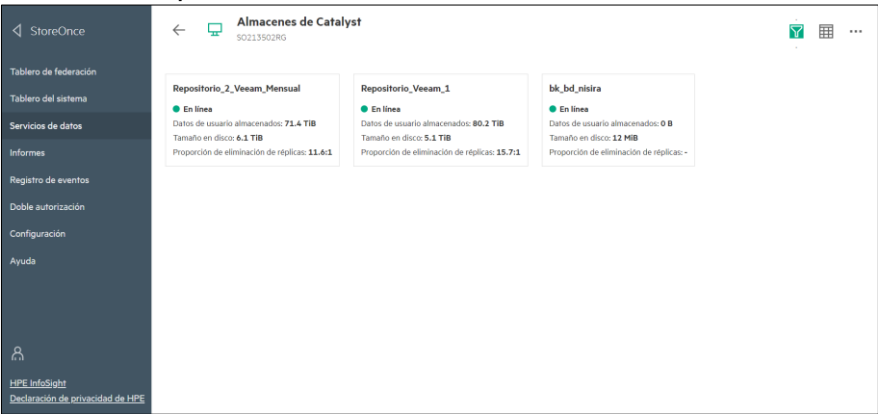 StoreOnce
Tablero de federación
Tablero del sistema
Servicios de datos
Informes
Registro de eventos
Doble autorización
Configuración
Ayuda
HPE InfoSight
Declaración de privacidad de HPE
Almacenes de Catalyst
SO213502RG
Repositorio_2_Veeam_Mensual
En línea
Datos de usuario almacenados: 71.4 TiB
Tamaño en disco: 6.1 TiB
Proporción de eliminación de réplicas: 11.6:1
Repositorio_Veeam_1
En línea
Datos de usuario almacenados: 80.2 TiB
Tamaño en disco: 5.1 TiB
Proporción de eliminación de réplicas: 15.7:1
bk_bd_nisira
En línea
Datos de usuario almacenados: 0 B
Tamaño en disco: 12 MiB
Proporción de eliminación de réplicas: -